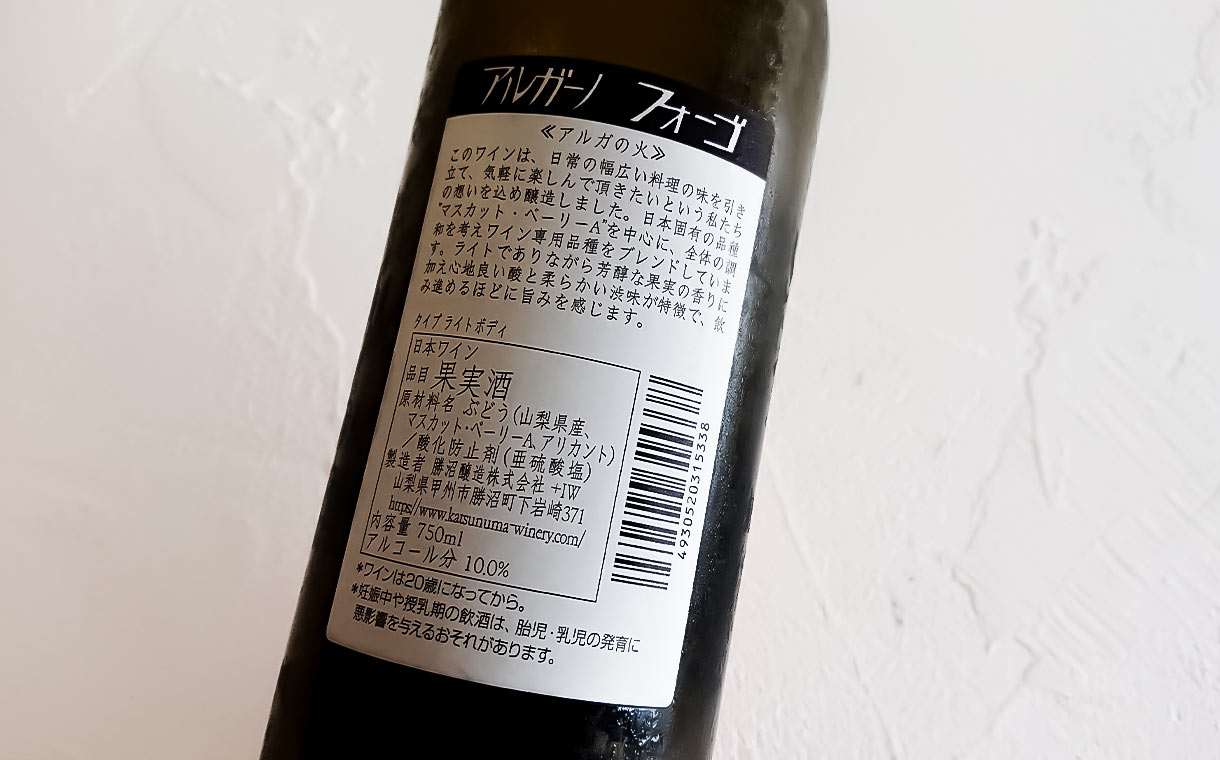 アルガーノ フォーゴ
≪アルガの火≫
このワインは、日常の幅広い料理の味を引き
立て、気軽に楽しんで頂きたいという私たち
の想いを込め醸造しました。日本固有の品種
"マスカット・ベーリーA"を中心に、全体の調
和を考えワイン専用品種をブレンドしていま
す。ライトでありながら芳醇な果実の香りに
加え心地良い酸と柔らかい渋味が特徴で、飲
み進めるほどに旨みを感じます。
タイプ ライトボディ
日本ワイン
品目 果実酒
原材料名 ぶどう(山梨県産
マスカット・ベーリーA、アリカント)
/酸化防止剤(亜硫酸塩)
製造者 勝沼醸造株式会社 +IW
山梨県甲州市勝沼町下岩崎371
https://www.katsunuma-winery.com/
内容量 750ml
アルコール分 10.0%
4930520315338
*ワインは20歳になってから。
*妊娠中や授乳期の飲酒は、胎児・乳児の発育に
悪影響を与えるおそれがあります。